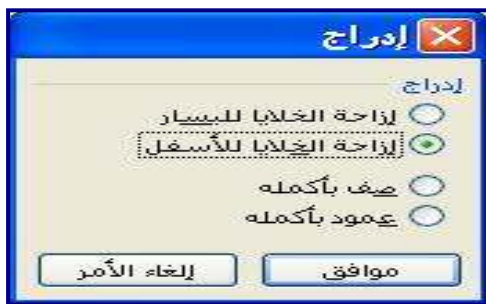 إدراج
إدراج
إزاحة الخلايا لليسار
إزاحة الخلايا للأسفل
صف بأكمله
عمود بأكمله
موافق
إلغاء الأمر